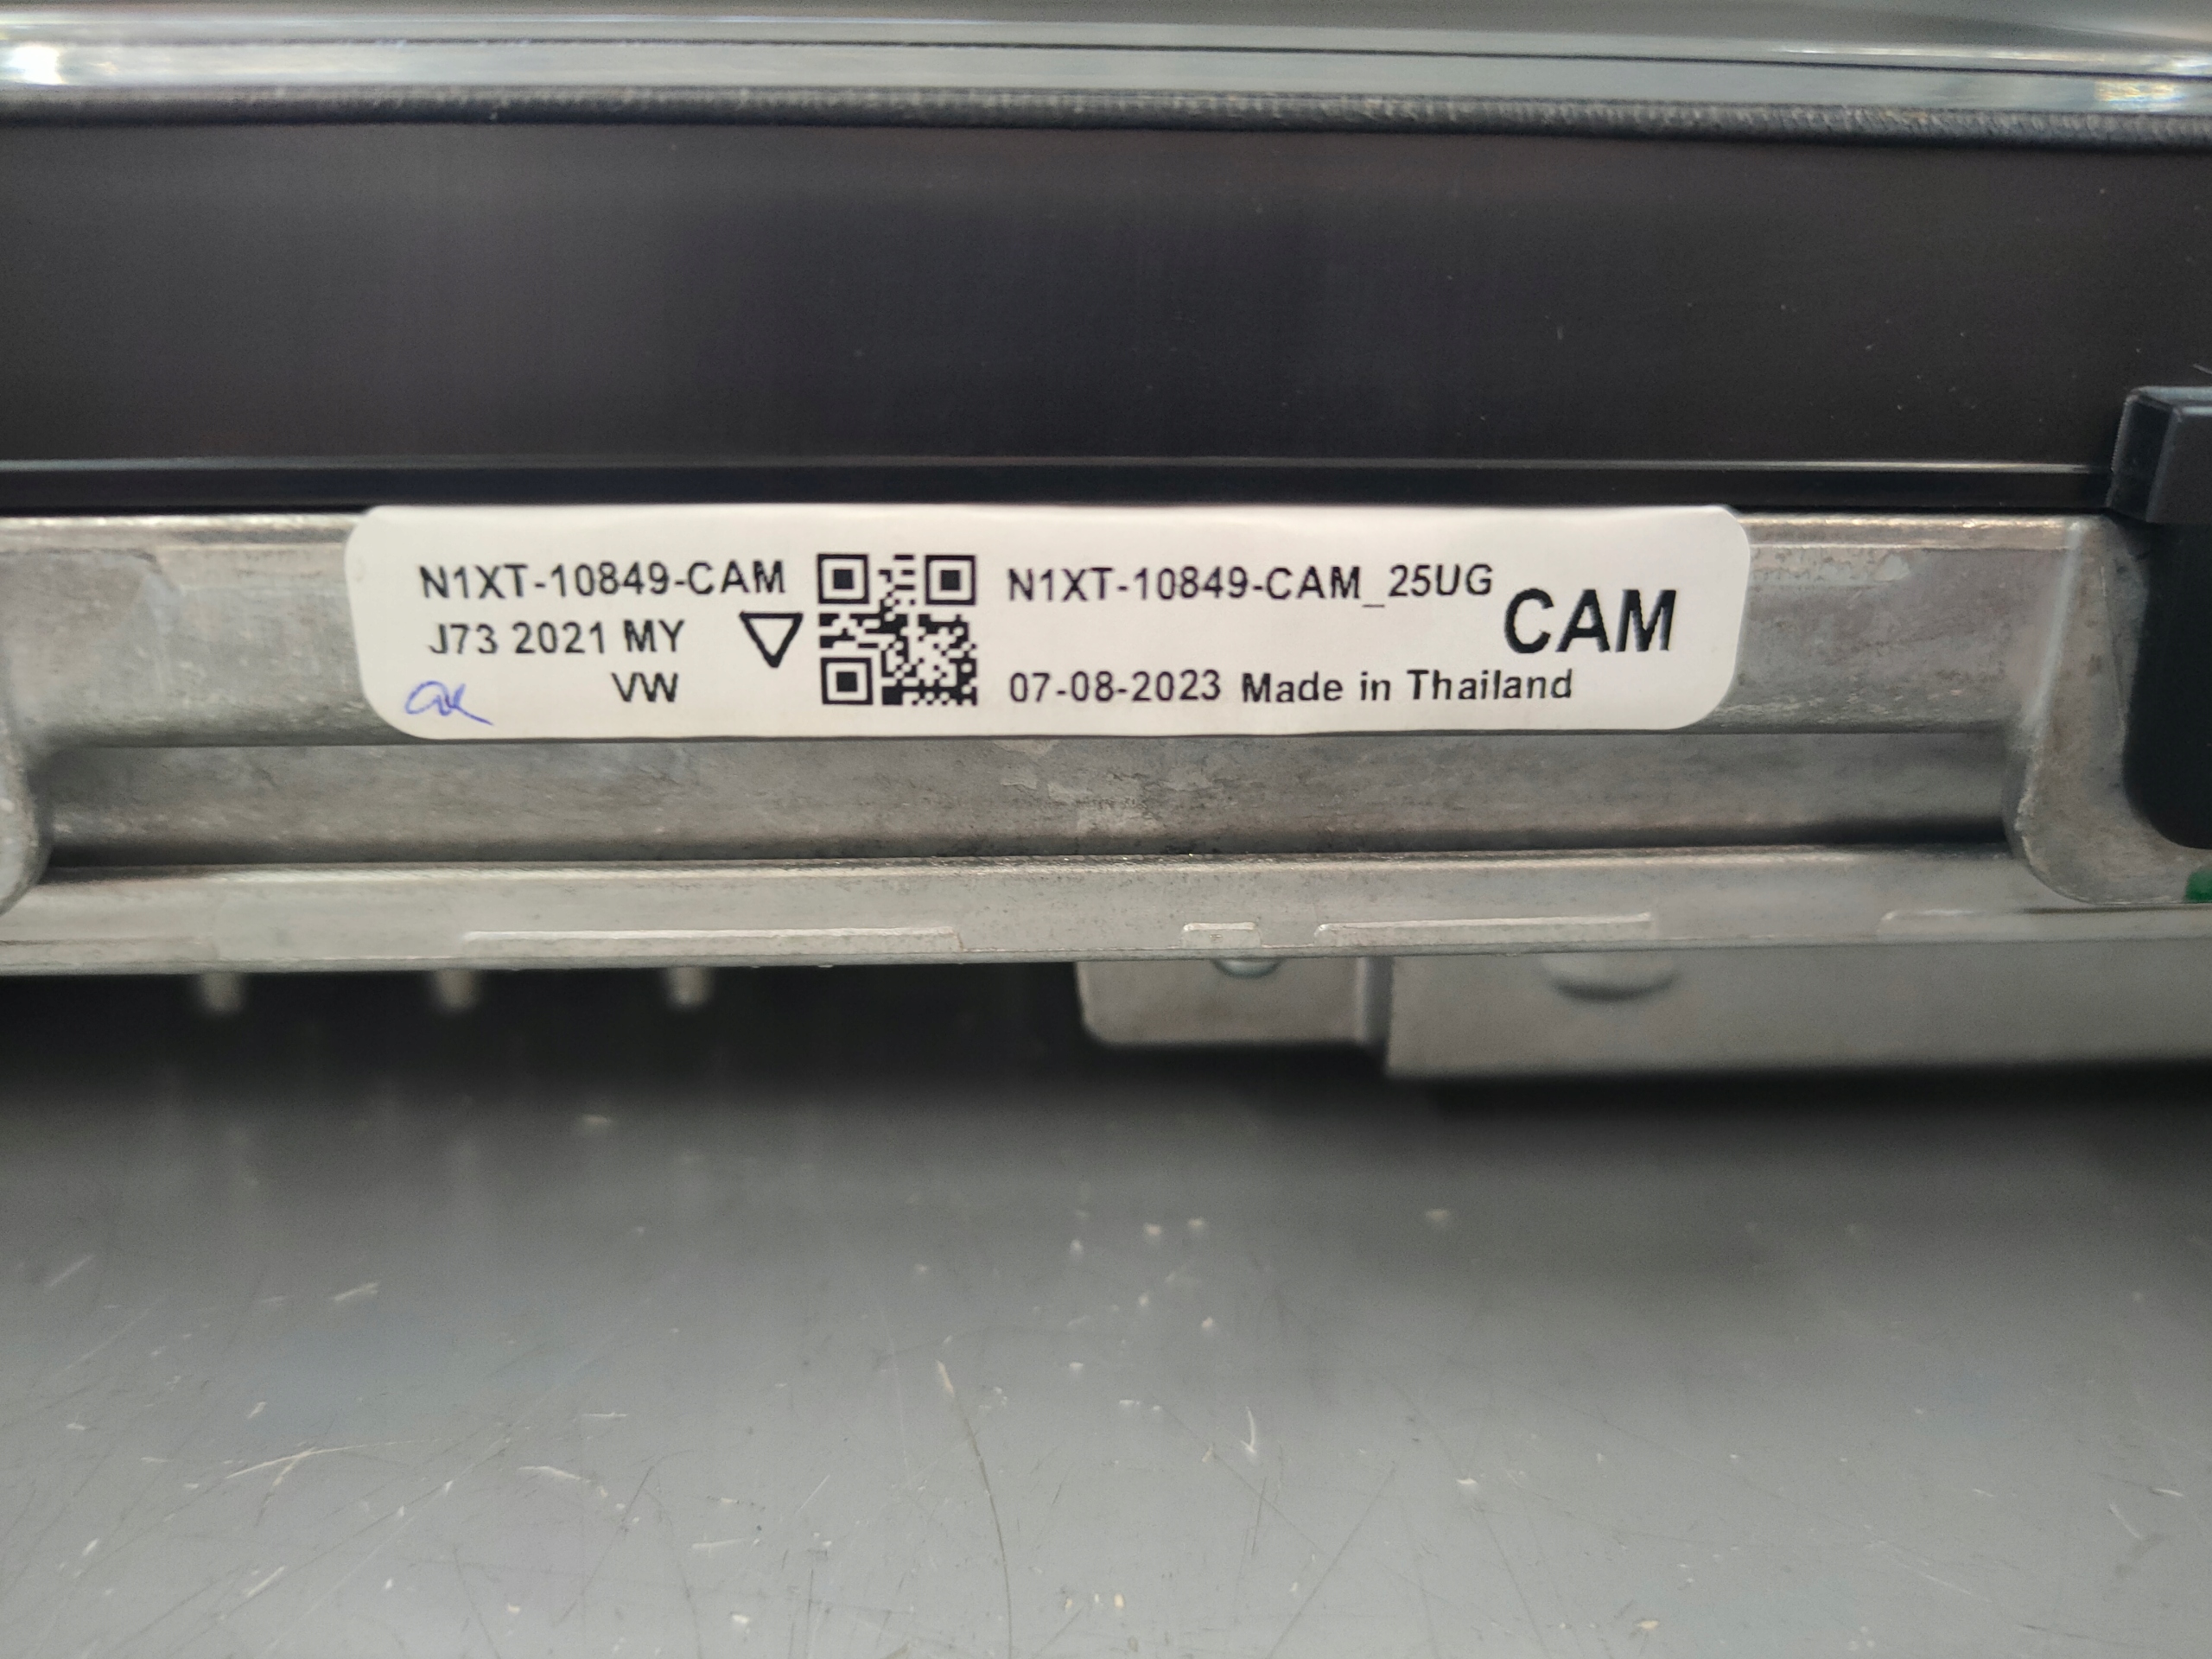 N1XT-10849-CAM
J73 2021 MY
VW
N1XT-10849-CAM_25UG
CAM
07-08-2023 Made in Thailand